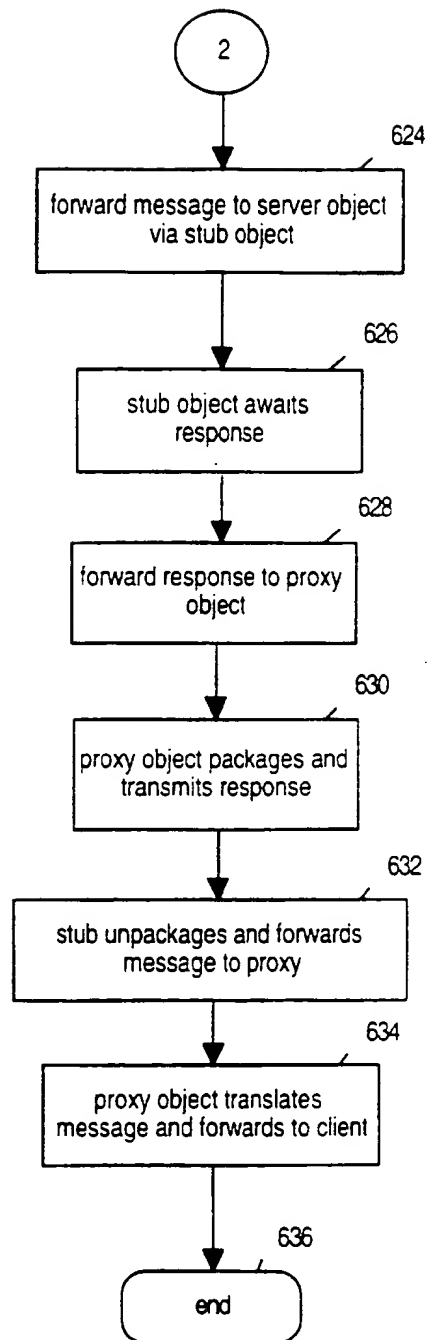 2
624
forward message to server object
via stub object
626
stub object awaits
response
628
forward response to proxy
object
630
proxy object packages and
transmits response
632
stub unpackages and forwards
message to proxy
634
proxy object translates
message and forwards to client
636
end